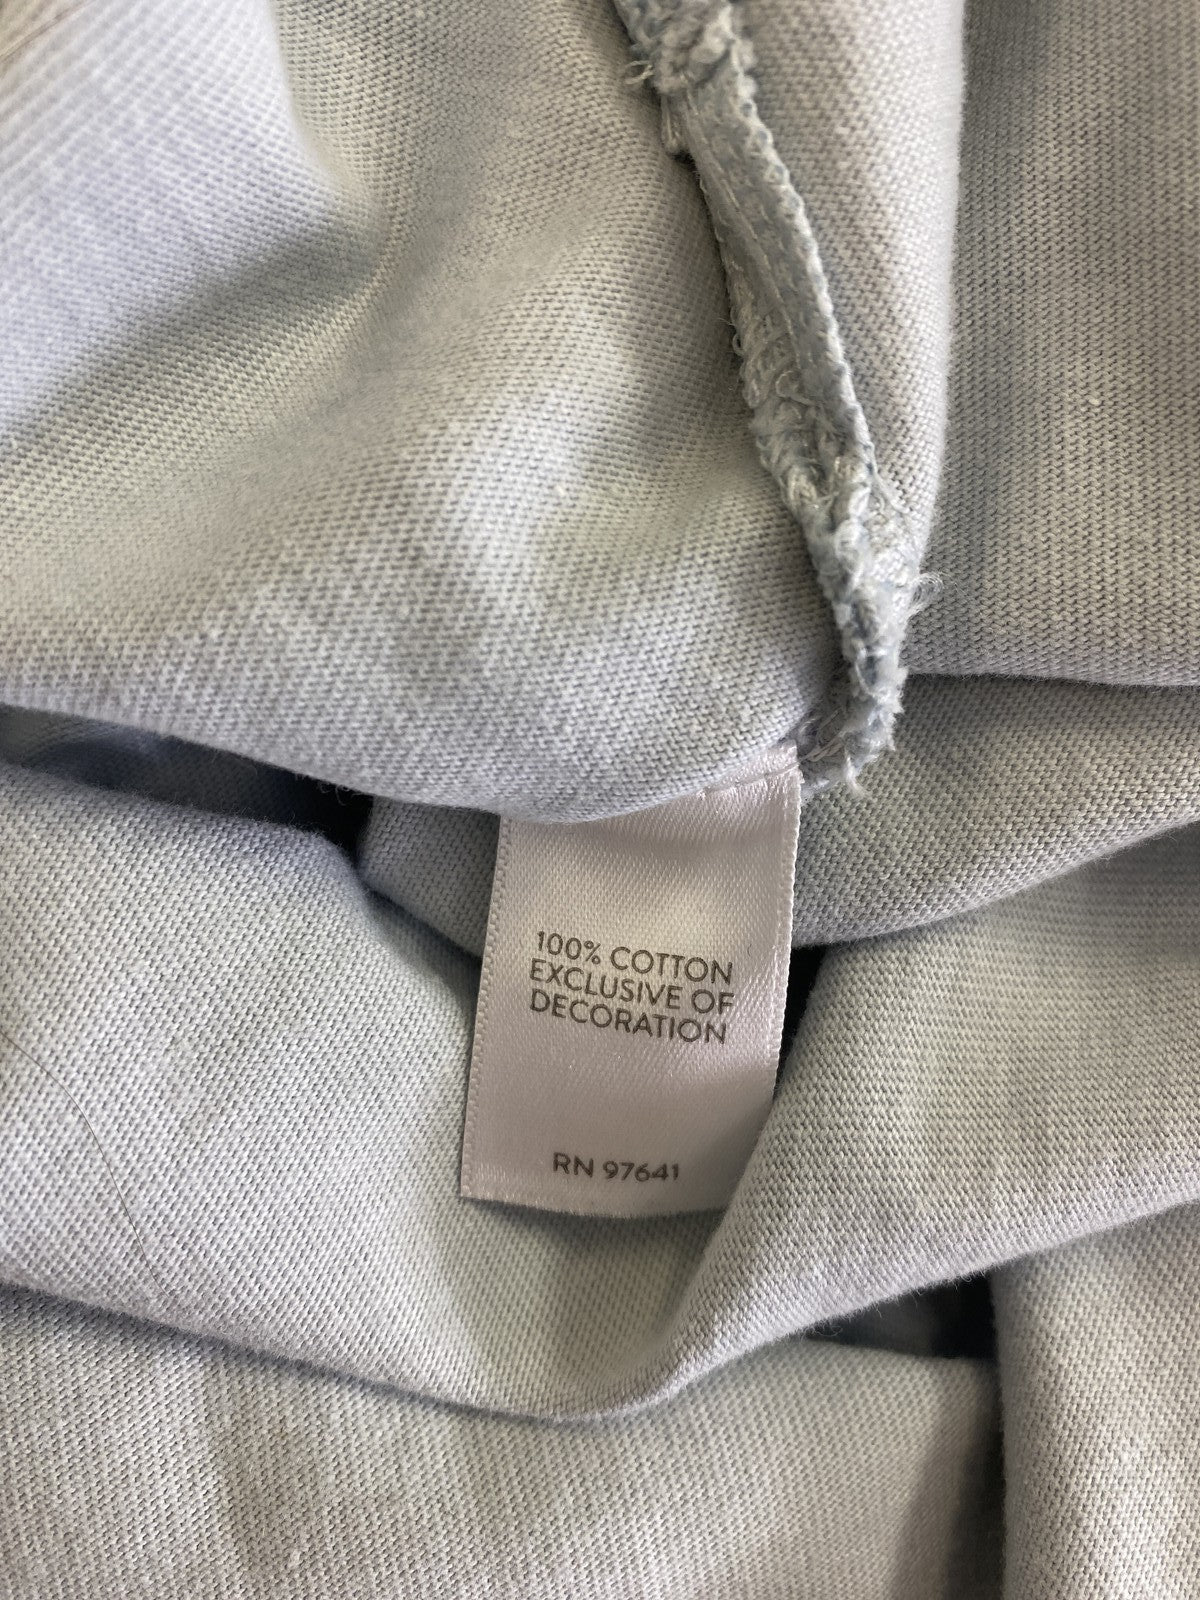 100% COTTON
EXCLUSIVE OF
DECORATION
RN 97641